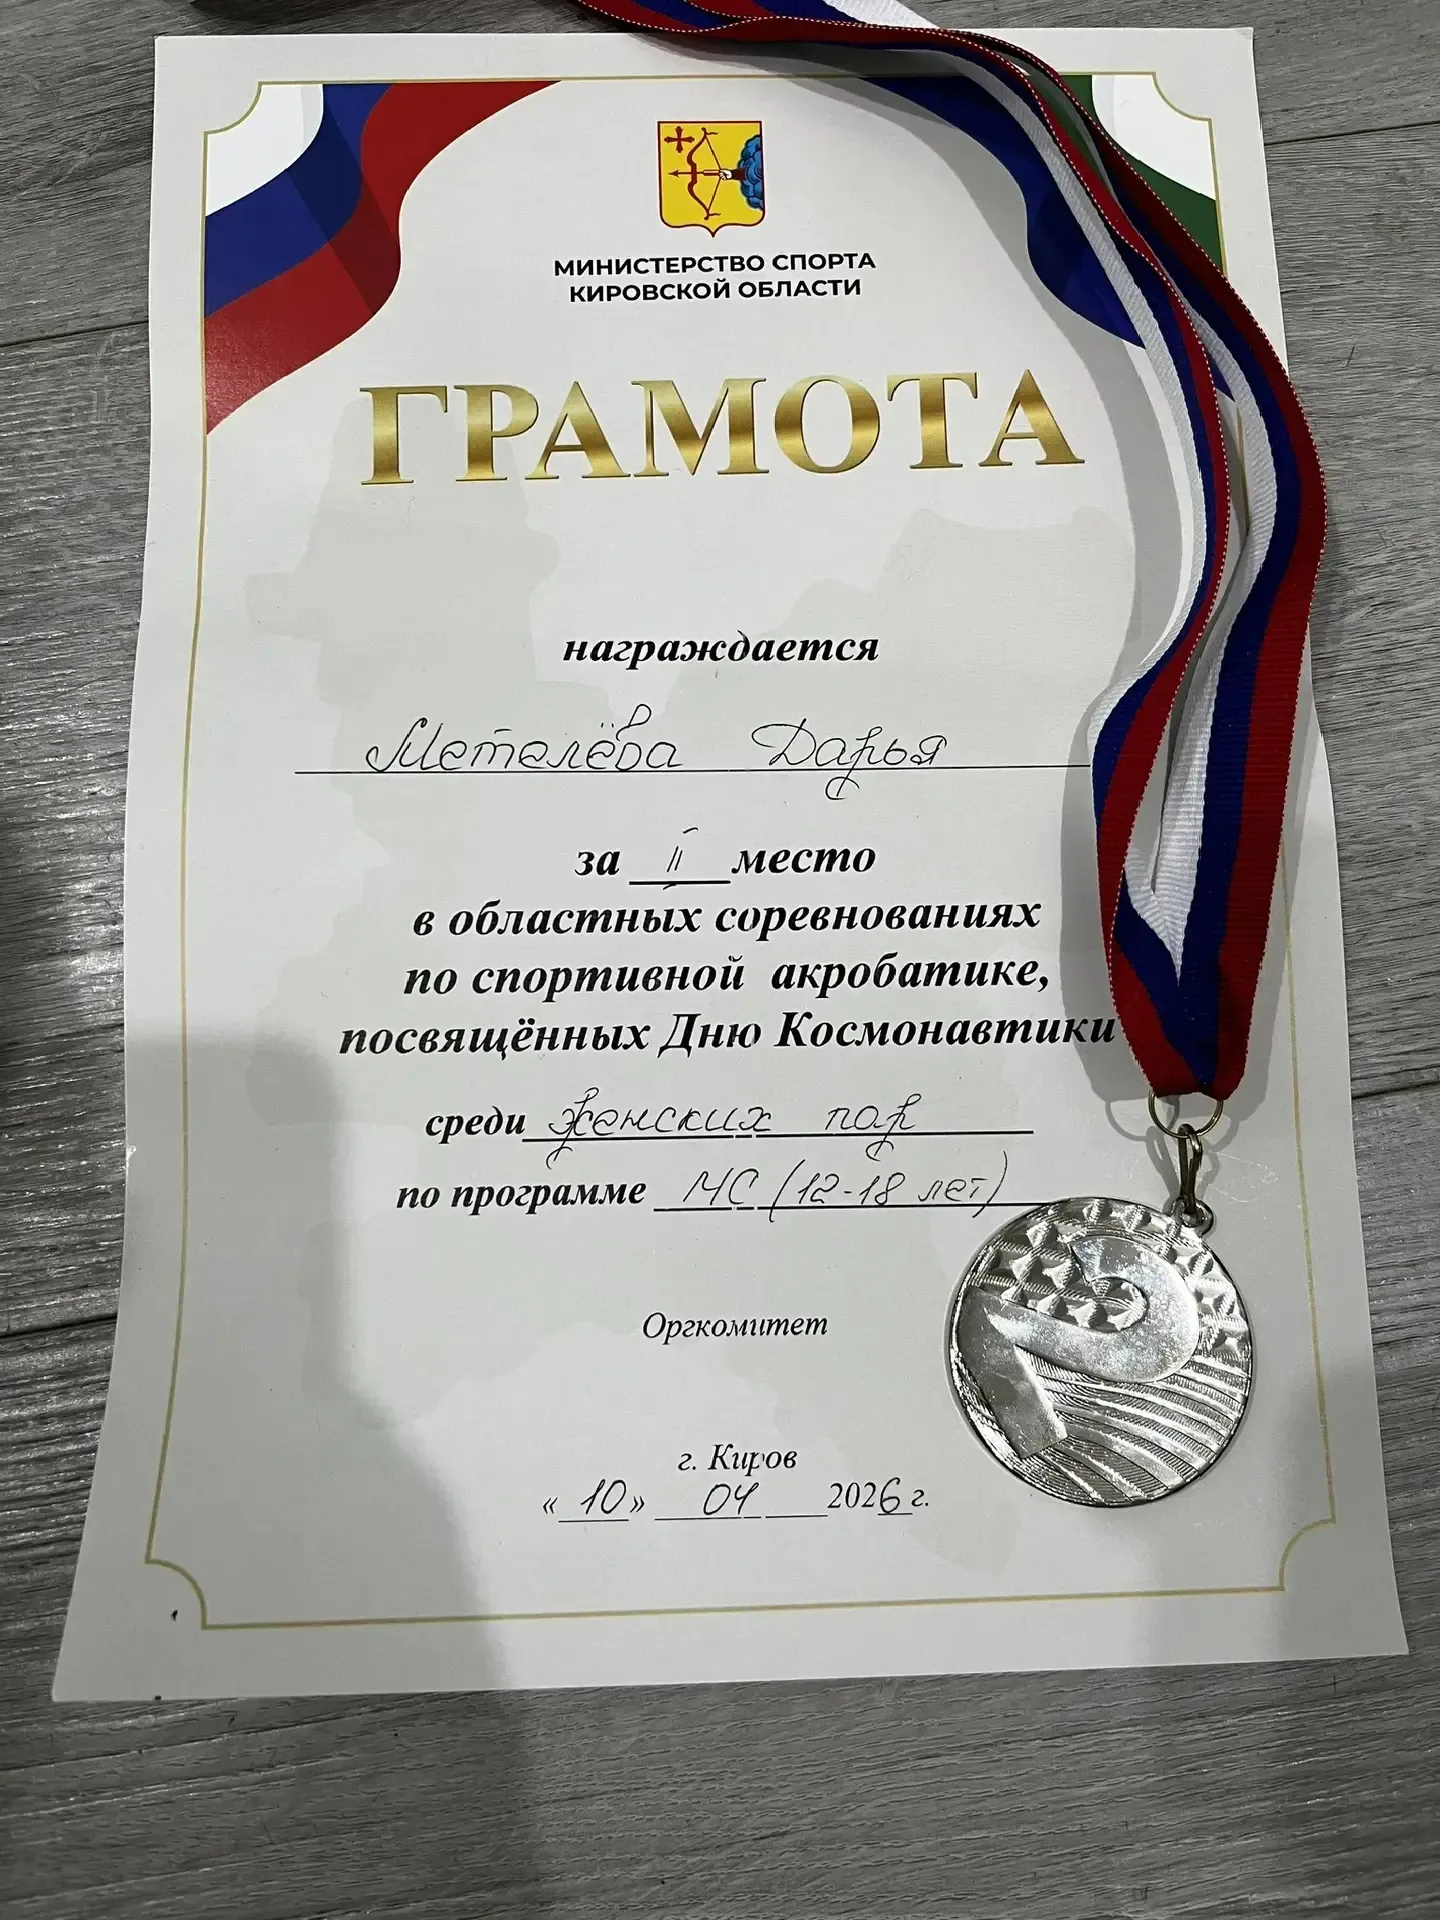 МИНИСТЕРСТВО СПОРТА
КИРОВСКОЙ ОБЛАСТИ
ГРАМОТА
награждается
Метелёва Дарья
за II место
в областных соревнованиях
по спортивной акробатике,
посвящённых Дню Космонавтики
среди женских пар
по программе МС (12-18 лет)
Оргкомитет
г. Киров
«10» 04 2026 г.